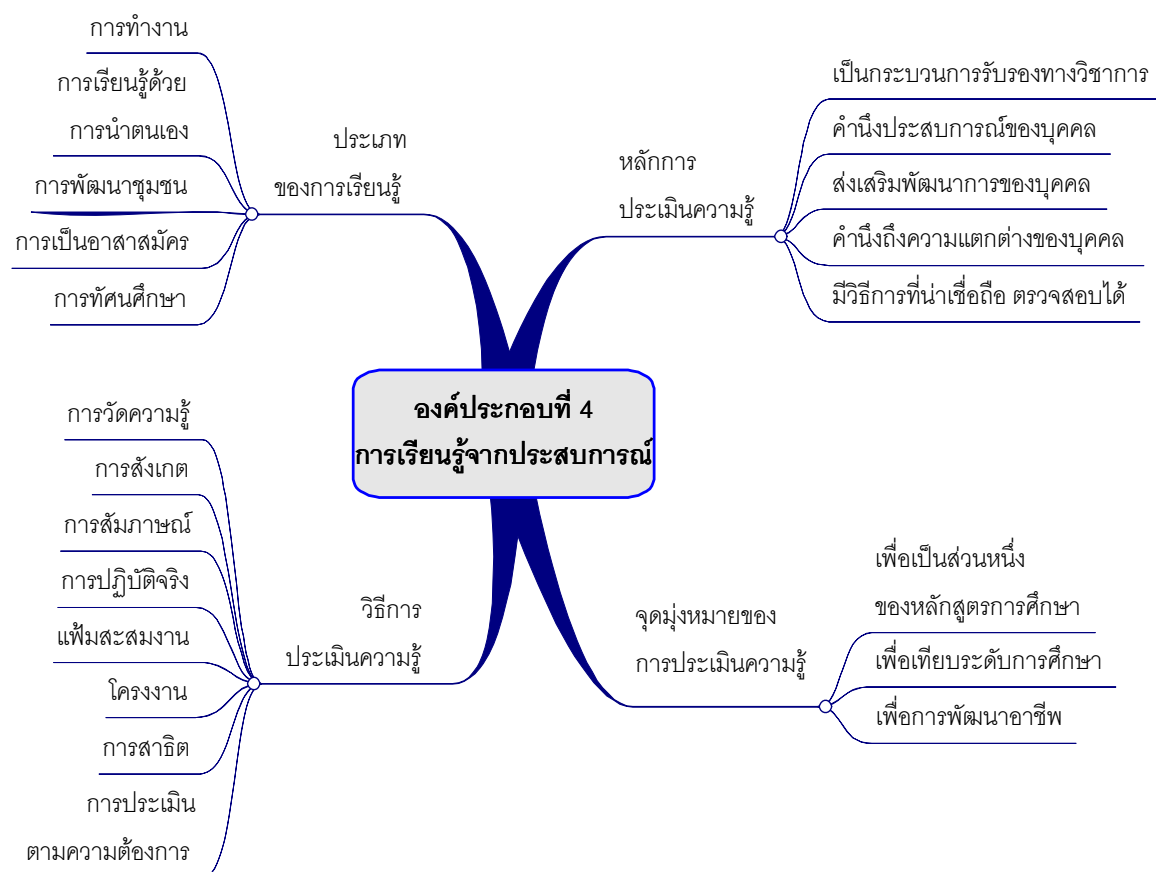 องค์ประกอบที่ 4
การเรียนรู้จากประสบการณ์
ประเภท
ของการเรียนรู้
การทำงาน
การเรียนรู้ด้วย
การนำตนเอง
การพัฒนาชุมชน
การเป็นอาสาสมัคร
การทัศนศึกษา
หลักการ
ประเมินความรู้
เป็นกระบวนการรับรองทางวิชาการ
คำนึงประสบการณ์ของบุคคล
ส่งเสริมพัฒนาการของบุคคล
คำนึงถึงความแตกต่างของบุคคล
มีวิธีการที่น่าเชื่อถือ ตรวจสอบได้
วิธีการ
ประเมินความรู้
การวัดความรู้
การสังเกต
การสัมภาษณ์
การปฏิบัติจริง
แฟ้มสะสมงาน
โครงงาน
การสาธิต
การประเมิน
ตามความต้องการ
จุดมุ่งหมายของ
การประเมินความรู้
เพื่อเป็นส่วนหนึ่ง
ของหลักสูตรการศึกษา
เพื่อเทียบระดับการศึกษา
เพื่อการพัฒนาอาชีพ